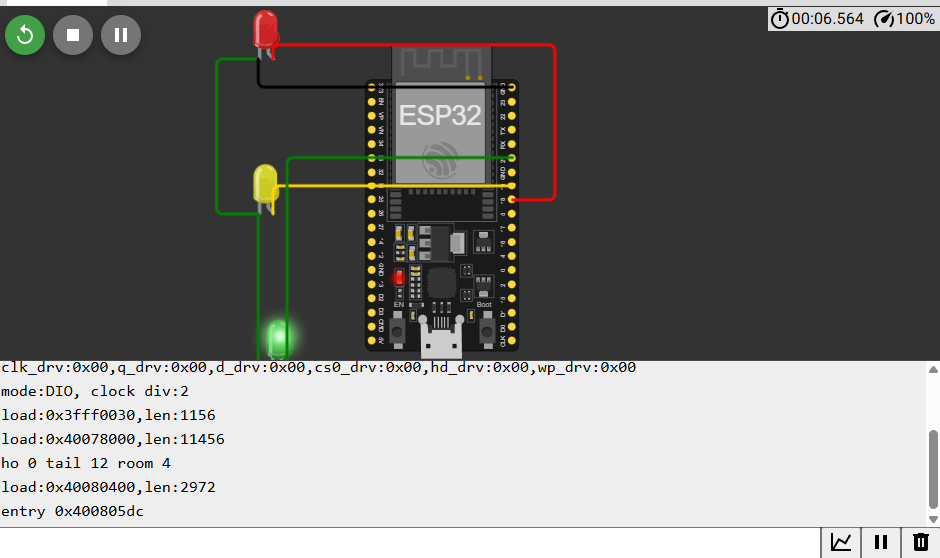 00:06.564 100%
ESP32
EN
Boot
clk_drv:0x00,q_drv:0x00,d_drv:0x00,cs0_drv:0x00,hd_drv:0x00,wp_drv:0x00
mode:DIO, clock div:2
load:0x3fff0030,len:1156
load:0x40078000,len:11456
ho 0 tail 12 room 4
load:0x40080400,len:2972
entry 0x400805dc